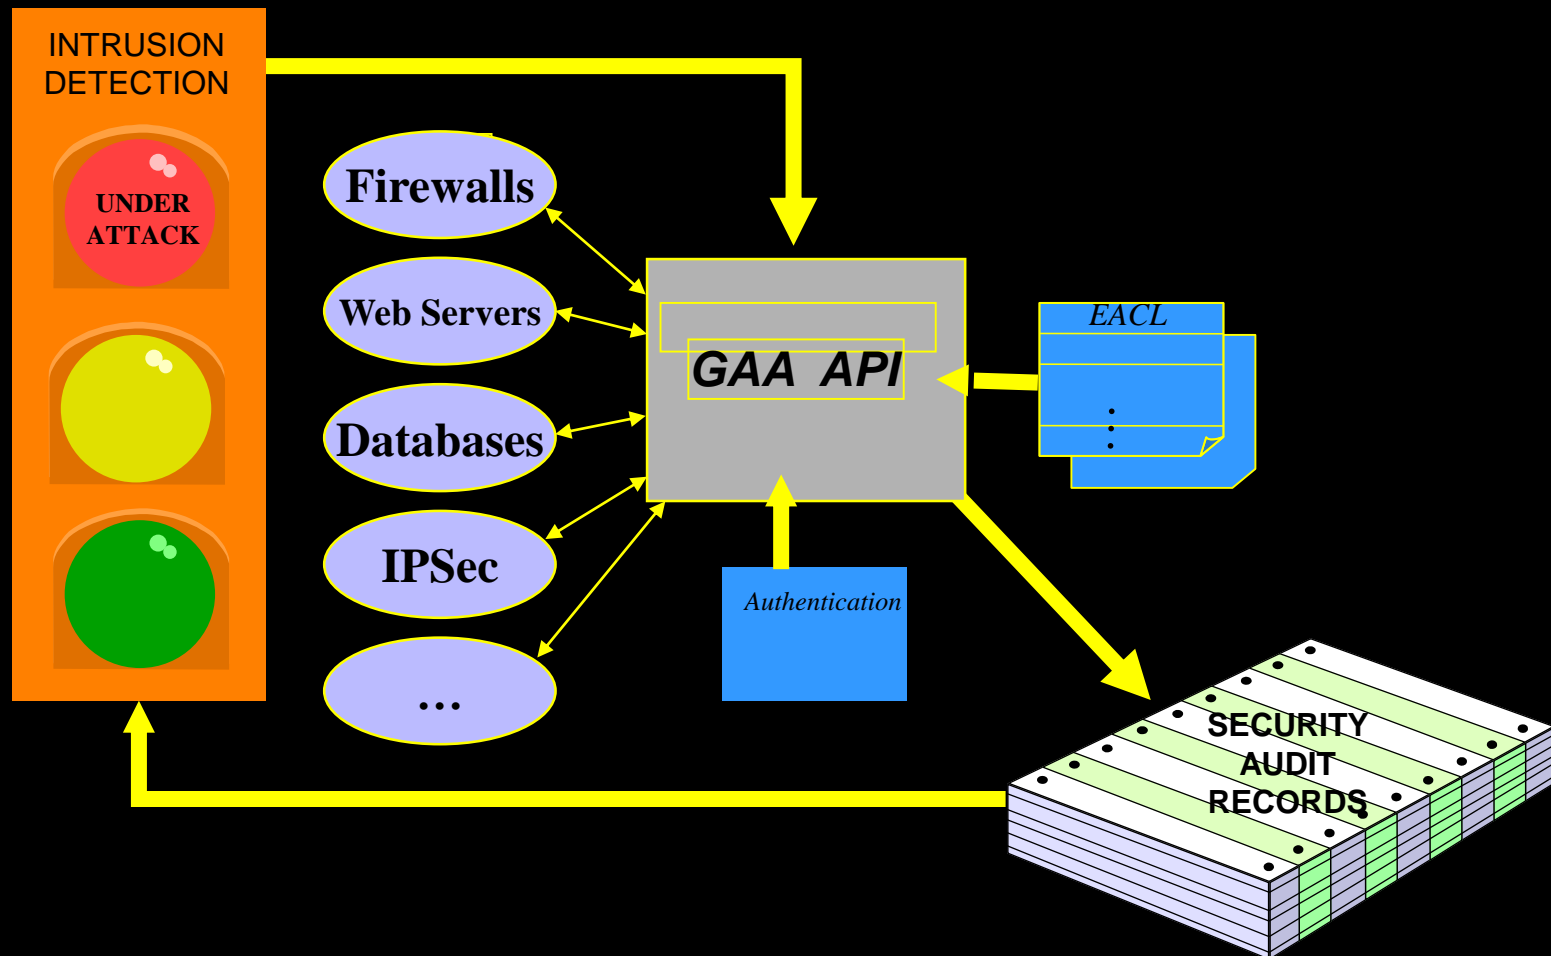 INTRUSION
DETECTION
UNDER
ATTACK
Firewalls
Web Servers
Databases
IPSec
...
GAA API
EACL
Authentication
SECURITY
AUDIT
RECORDS